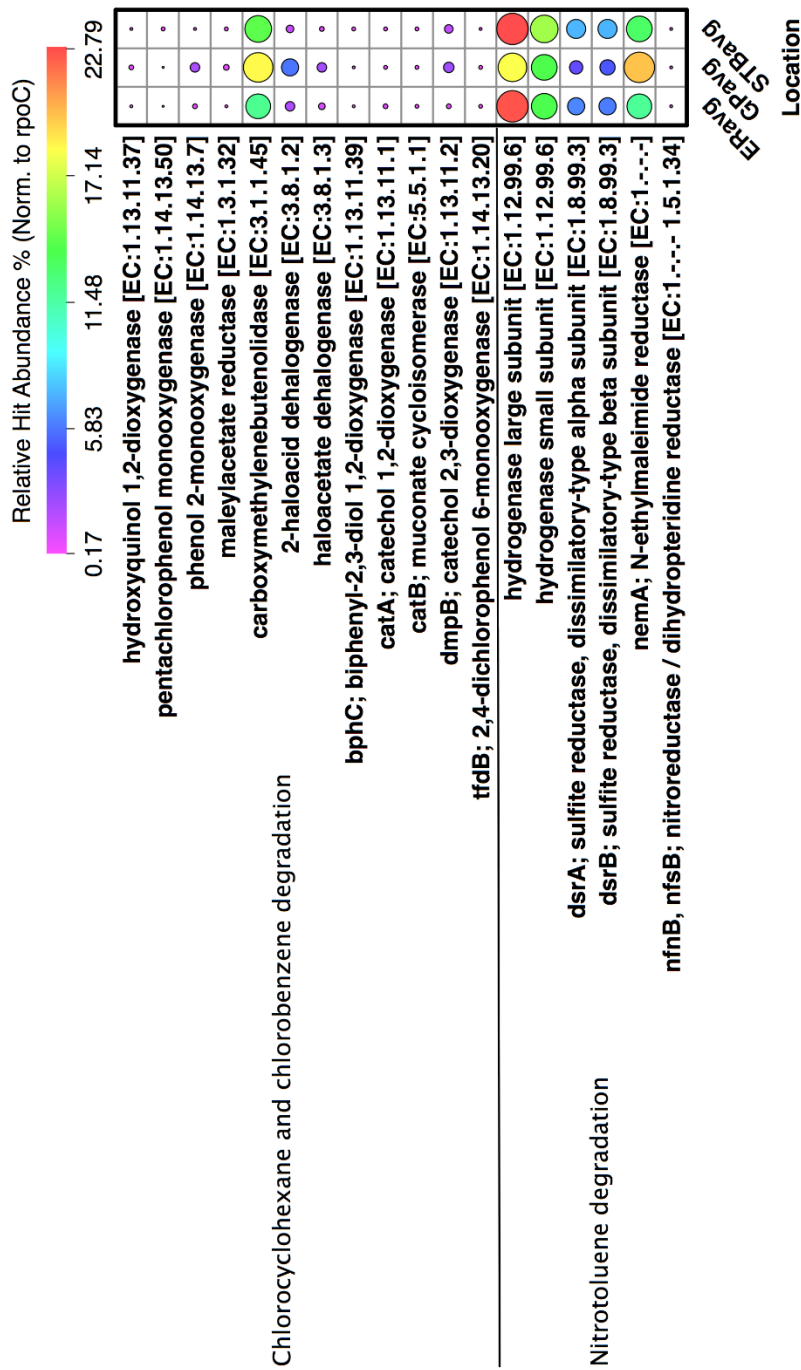 Relative Hit Abundance % (Norm. to rpoC)
0.17 5.83 11.48 17.14 22.79
Chlorocyclohexane and chlorobenzene degradation
hydroxyquinol 1,2-dioxygenase [EC:1.13.11.37]
pentachlorophenol monooxygenase [EC:1.14.13.50]
phenol 2-monooxygenase [EC:1.14.13.7]
maleylacetate reductase [EC:1.3.1.32]
carboxymethylenebutenolidase [EC:3.1.1.45]
2-haloacid dehalogenase [EC:3.8.1.2]
haloacetate dehalogenase [EC:3.8.1.3]
bphC; biphenyl-2,3-diol 1,2-dioxygenase [EC:1.13.11.39]
catA; catechol 1,2-dioxygenase [EC:1.13.11.1]
catB; muconate cycloisomerase [EC:5.5.1.1]
dmpB; catechol 2,3-dioxygenase [EC:1.13.11.2]
tfdB; 2,4-dichlorophenol 6-monooxygenase [EC:1.14.13.20]
Nitrotoluene degradation
hydrogenase large subunit [EC:1.12.99.6]
hydrogenase small subunit [EC:1.12.99.6]
dsrA; sulfite reductase, dissimilatory-type alpha subunit [EC:1.8.99.3]
dsrB; sulfite reductase, dissimilatory-type beta subunit [EC:1.8.99.3]
nemA; N-ethylmaleimide reductase [EC:1.-.-.-]
nfnB, nfsB; nitroreductase / dihydropteridine reductase [EC:1.-.-.- 1.5.1.34]
ERavg
GPavg
STBavg
Location